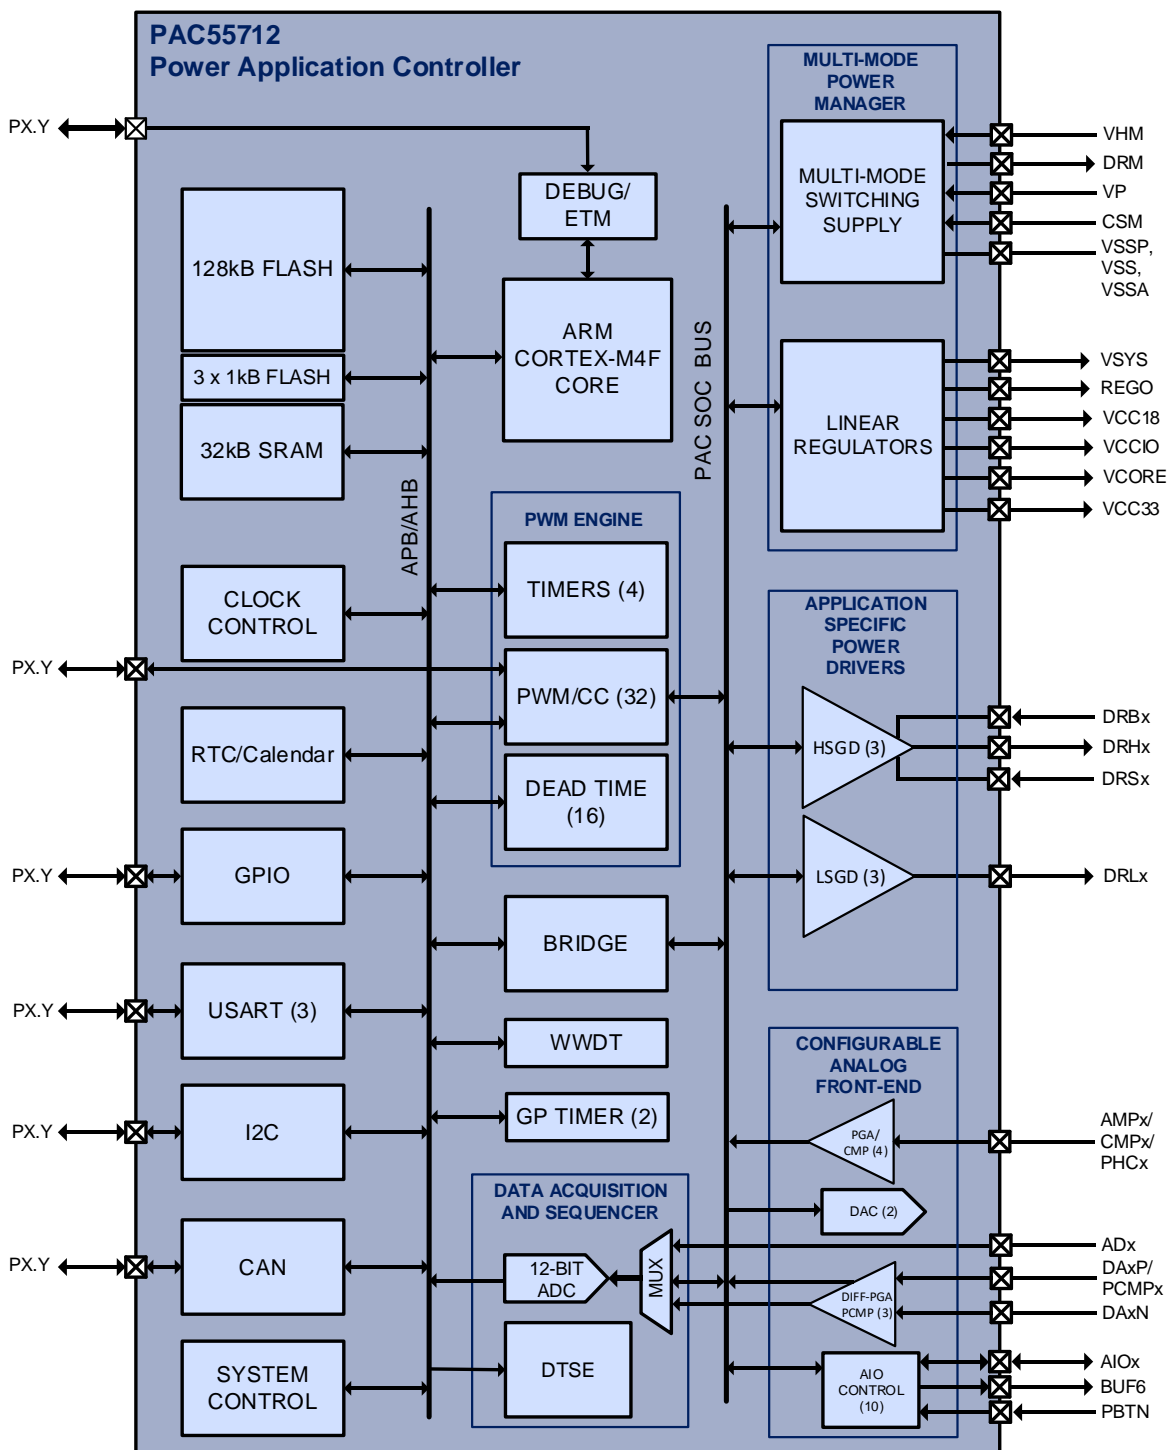 PAC55712
Power Application Controller
PX.Y
DEBUG/
ETM
128kB FLASH
3 x 1kB FLASH
32kB SRAM
ARM
CORTEX-M4F
CORE
APB/AHB
PAC SOC BUS
CLOCK
CONTROL
PX.Y
RTC/Calendar
PX.Y
GPIO
PX.Y
USART (3)
PX.Y
I2C
PX.Y
CAN
SYSTEM
CONTROL
PWM ENGINE
TIMERS (4)
PWM/CC (32)
DEAD TIME
(16)
BRIDGE
WWDT
GP TIMER (2)
DATA ACQUISITION
AND SEQUENCER
12-BIT
ADC
MUX
DTSE
MULTI-MODE
POWER
MANAGER
MULTI-MODE
SWITCHING
SUPPLY
VHM
DRM
VP
CSM
VSSP,
VSS,
VSSA
LINEAR
REGULATORS
VSYS
REGO
VCC18
VCCIO
VCORE
VCC33
APPLICATION
SPECIFIC
POWER
DRIVERS
HSGD (3)
DRBx
DRHx
DRSx
LSGD (3)
DRLx
CONFIGURABLE
ANALOG
FRONT-END
PGA/
CMP (4)
AMPx/
CMPx/
PHCx
DAC (2)
ADx
DAxP/
PCMPx
DAxN
DIFF-PGA
PCMP (3)
AIO
CONTROL
(10)
AIOx
BUF6
PBTN